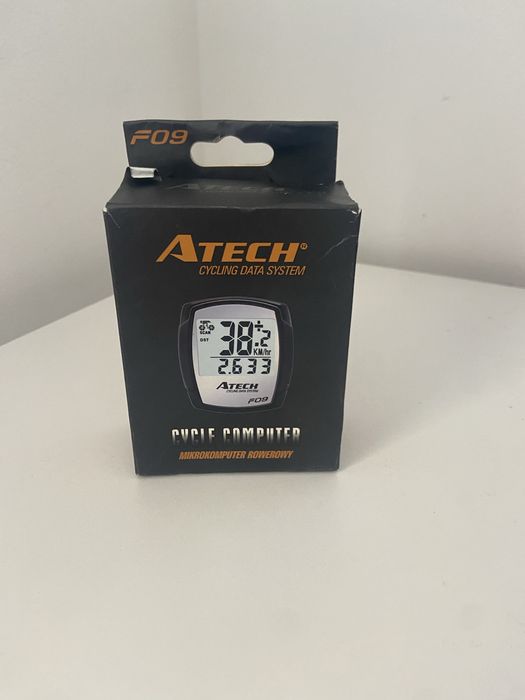 F09
ATECH®
CYCLING DATA SYSTEM
SCAN
38.2
KM/hr
DST
2.633
ATECH
CYCLING DATA SYSTEM
F09
CYCLE COMPUTER
MIKROKOMPUTER ROWEROWY